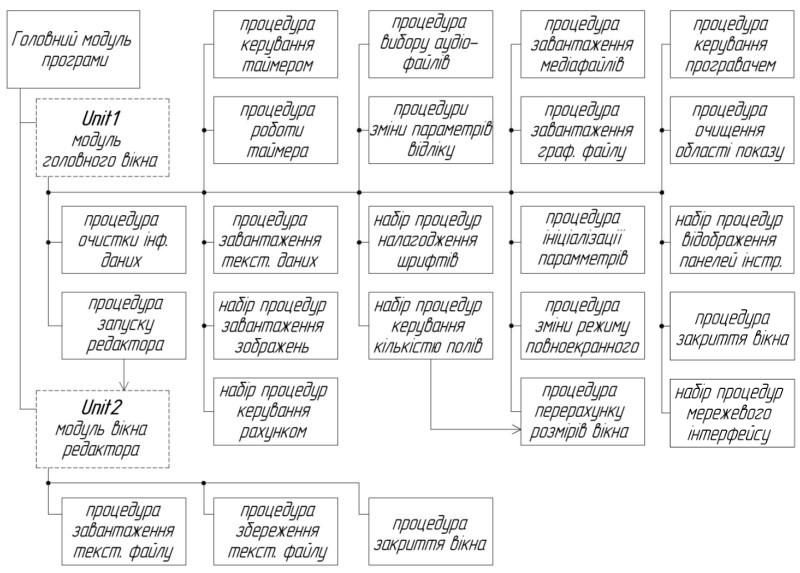 Головний модуль
програми
Unit1
модуль
головного вікна
процедура
керування
таймером
процедура
вибору аудіо-
файлів
процедура
завантаження
медіафайлів
процедура
керування
програвачем
процедура
роботи
таймера
процедури
зміни параметрів
відліку
процедура
завантаження
граф. файлу
процедура
очищення
області показу
процедура
очистки інф.
даних
процедура
завантаження
текст. даних
набір процедур
налагодження
шрифтів
процедура
ініціалізації
парамметрів
набір процедур
відображення
панелей інстр.
процедура
запуску
редактора
набір процедур
завантаження
зображень
набір процедур
керування
кількістю полів
процедура
зміни режиму
повноекранного
процедура
закриття вікна
Unit2
модуль вікна
редактора
набір процедур
керування
рахунком
процедура
перерахунку
розмірів вікна
набір процедур
мережевого
інтерфейсу
процедура
завантаження
текст. файлу
процедура
збереження
текст. файлу
процедура
закриття вікна